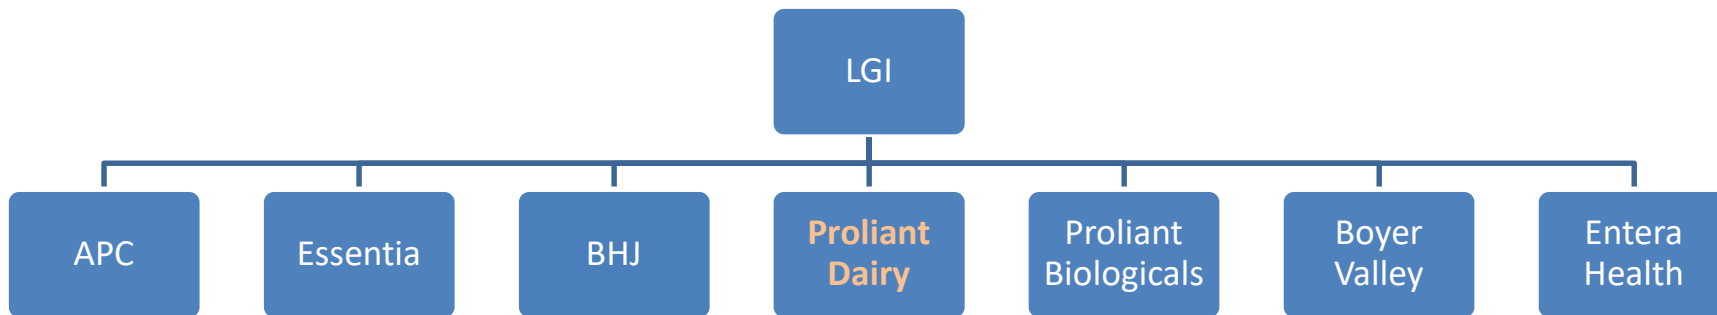 LGI
APC
Essentia
BHJ
Proliant
Dairy
Proliant
Biologicals
Boyer
Valley
Entera
Health